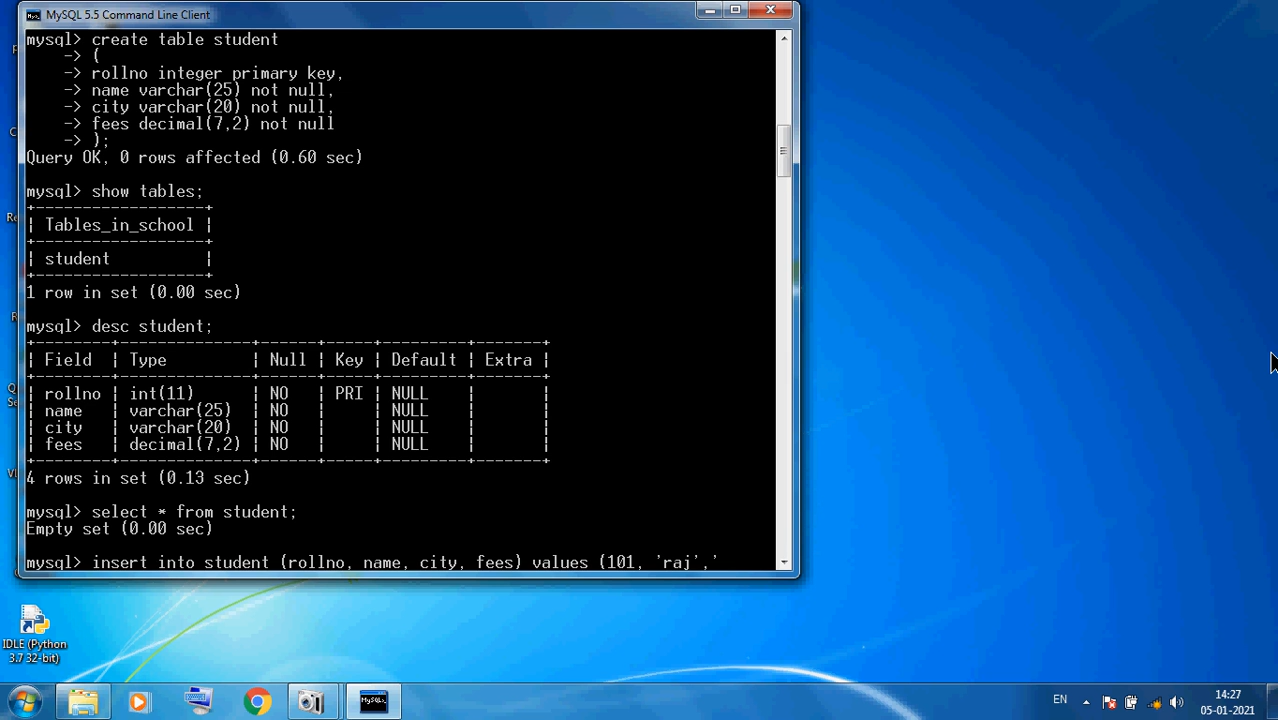 MySQL 5.5 Command Line Client
mysql> create table student
-> (
-> rollno integer primary key,
-> name varchar(25) not null,
-> city varchar(20) not null,
-> fees decimal(7,2) not null
-> );
Query OK, 0 rows affected (0.60 sec)
mysql> show tables;
+-------------------+
| Tables_in_school |
+-------------------+
| student |
+-------------------+
1 row in set (0.00 sec)
mysql> desc student;
+--------+--------------+------+-----+---------+-------+
| Field | Type | Null | Key | Default | Extra |
+--------+--------------+------+-----+---------+-------+
| rollno | int(11) | NO | PRI | NULL | |
| name | varchar(25) | NO | | NULL | |
| city | varchar(20) | NO | | NULL | |
| fees | decimal(7,2) | NO | | NULL | |
+--------+--------------+------+-----+---------+-------+
4 rows in set (0.13 sec)
mysql> select * from student;
Empty set (0.00 sec)
mysql> insert into student (rollno, name, city, fees) values (101, 'raj','
IDLE (Python
3.7 32-bit)
EN
14:27
05-01-2021